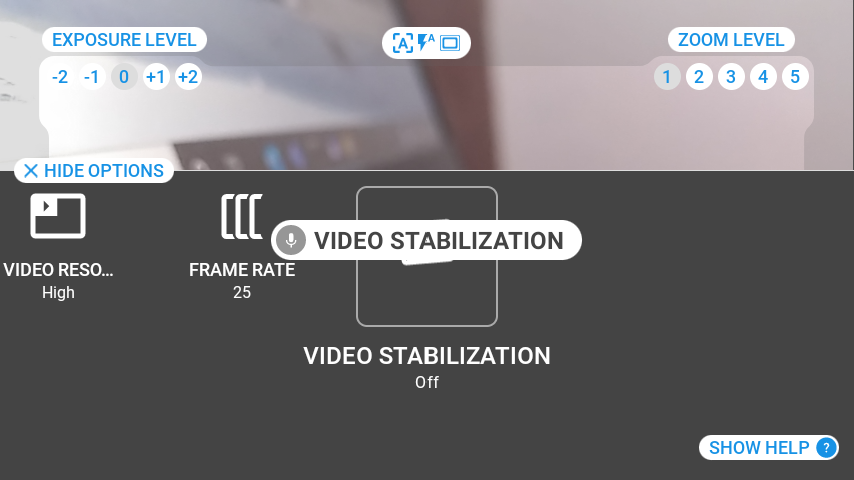 EXPOSURE LEVEL
A A
ZOOM LEVEL
-2 -1 0 +1 +2
1 2 3 4 5
HIDE OPTIONS
VIDEO STABILIZATION
VIDEO RESO...
High
FRAME RATE
25
VIDEO STABILIZATION
Off
SHOW HELP ?